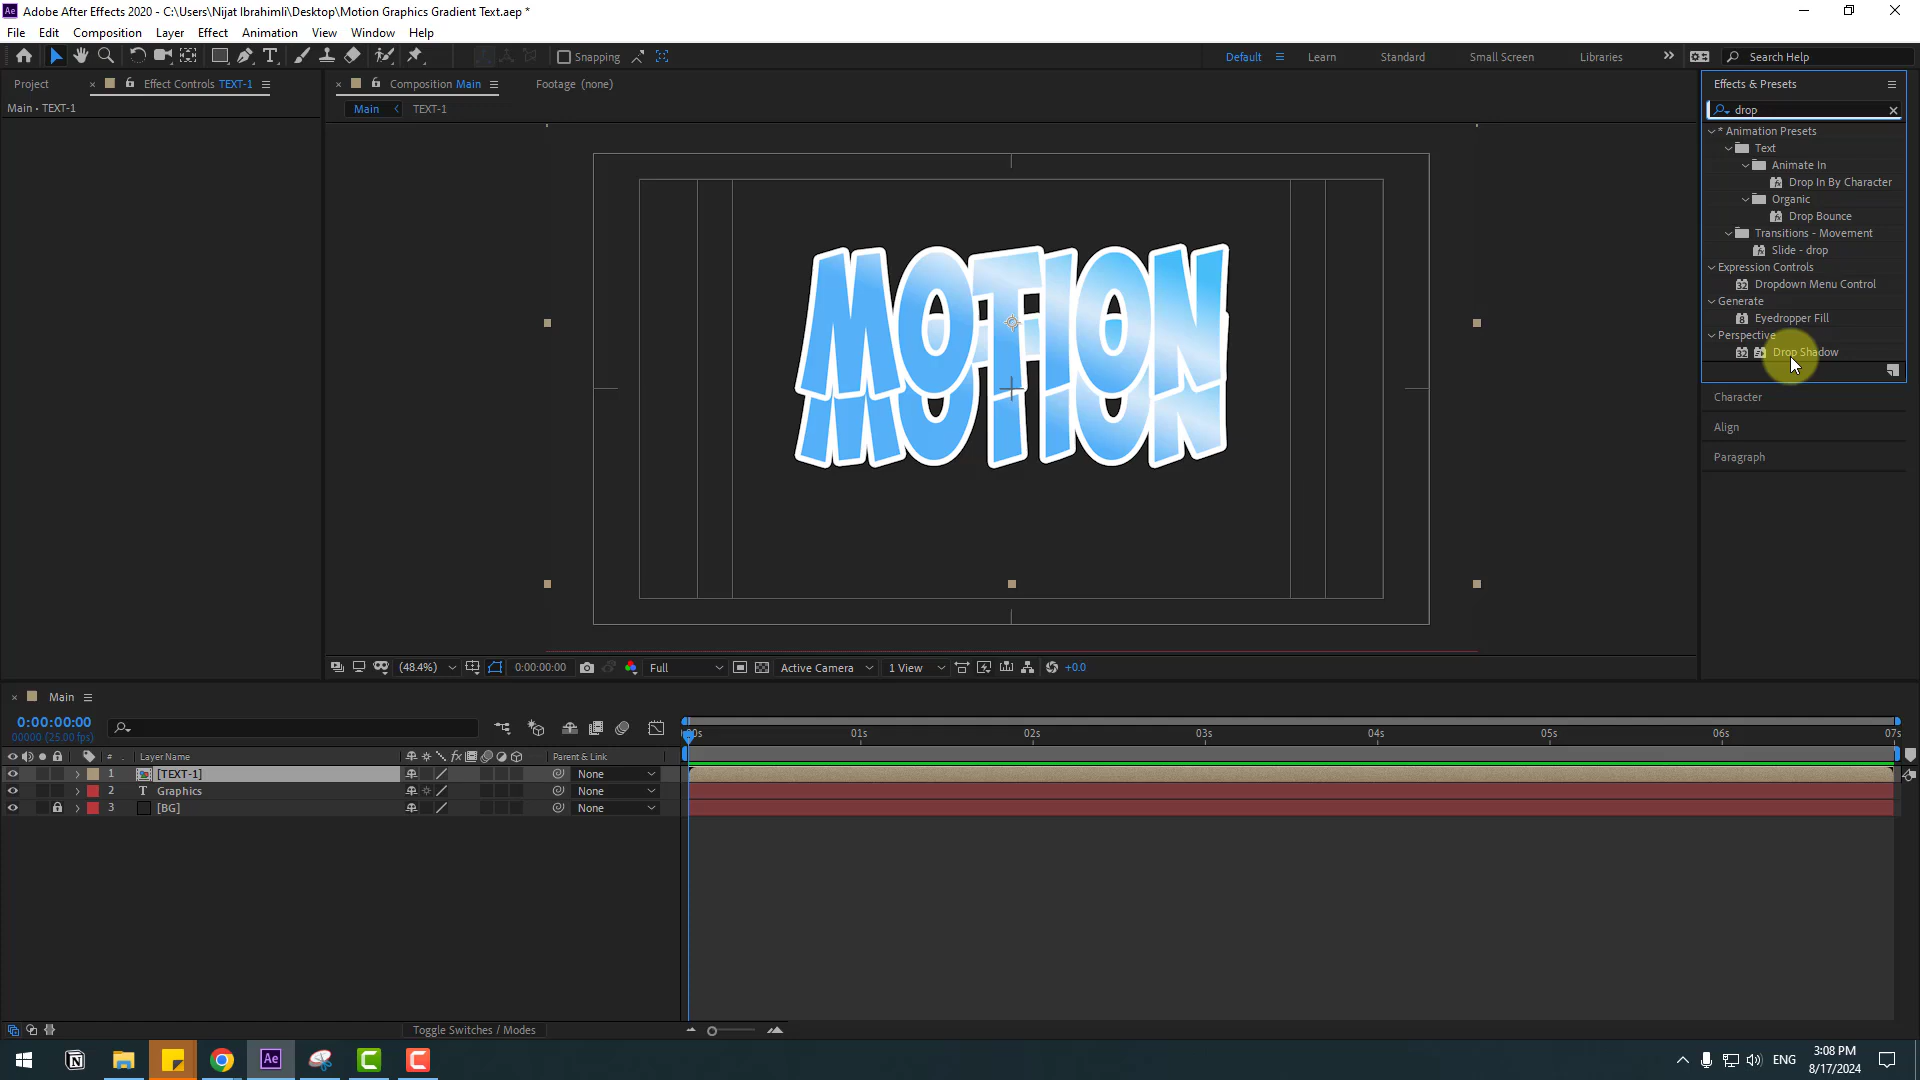 Adobe After Effects 2020 - C:\Users\Nijat Ibrahimli\Desktop\Motion Graphics Gradient Text.aep *
File Edit Composition Layer Effect Animation View Window Help
Snapping Default Learn Standard Small Screen Libraries Search Help
Project Effect Controls TEXT-1 Composition Main Footage (none) Effects & Presets
Main • TEXT-1
Main TEXT-1
drop
* Animation Presets
Text
Animate In
Drop In By Character
Organic
Drop Bounce
Transitions - Movement
Slide - drop
Expression Controls
Dropdown Menu Control
Generate
Eyedropper Fill
Perspective
Drop Shadow
Character
Align
Paragraph
MOTION
(48.4%) 0:00:00:00 Full Active Camera 1 View +0.0
Main
0:00:00:00
00000 (25.00 fps)
:00s 01s 02s 03s 04s 05s 06s 07s
# Layer Name Parent & Link
1 [TEXT-1] None
2 Graphics None
3 [BG] None
Toggle Switches / Modes
ENG 3:08 PM
8/17/2024